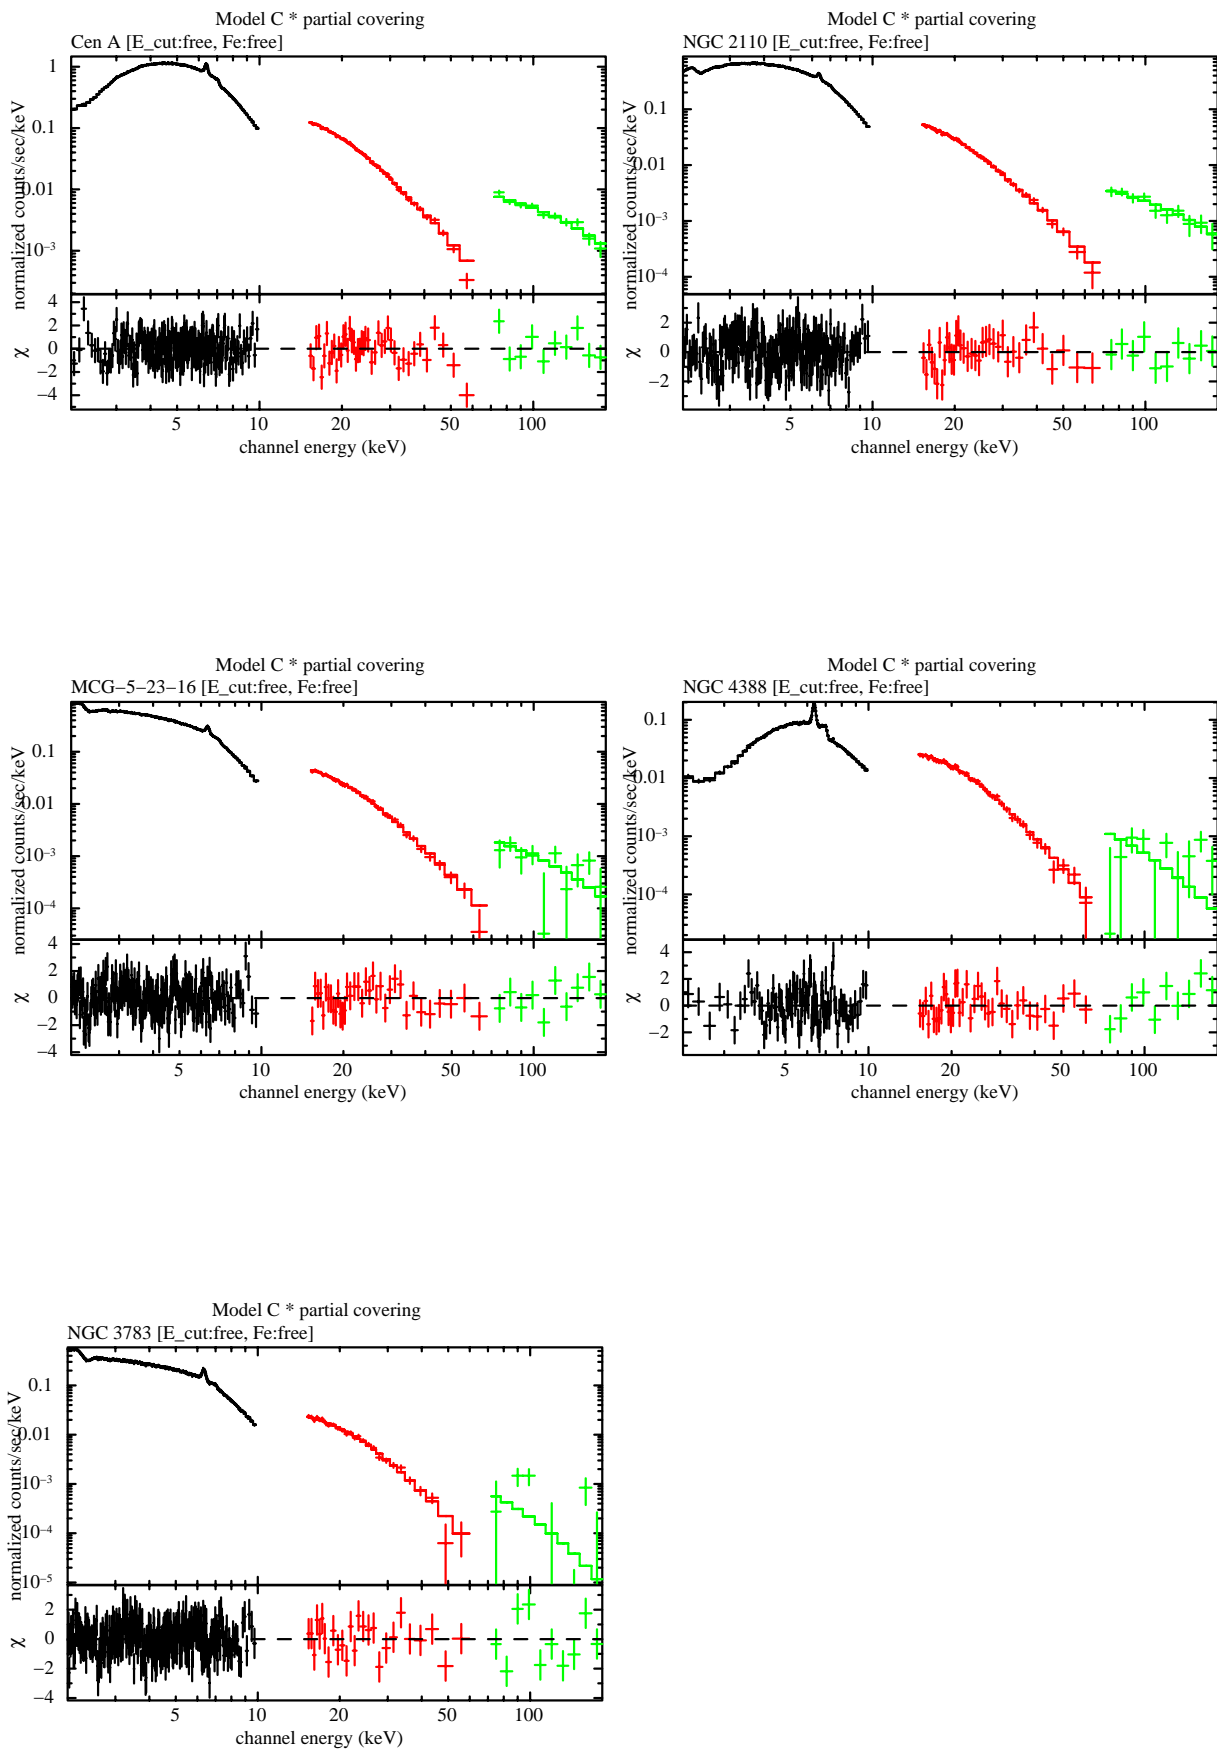 Model C * partial covering
Cen A [E_cut:free, Fe:free]
normalized counts/sec/keV
1
0.1
0.01
10⁻³
χ
4
2
0
−2
−4
5 10 20 50 100
channel energy (keV)
Model C * partial covering
NGC 2110 [E_cut:free, Fe:free]
normalized counts/sec/keV
0.1
0.01
10⁻³
10⁻⁴
χ
2
0
−2
5 10 20 50 100
channel energy (keV)
Model C * partial covering
MCG−5−23−16 [E_cut:free, Fe:free]
normalized counts/sec/keV
0.1
0.01
10⁻³
10⁻⁴
χ
4
2
0
−2
−4
5 10 20 50 100
channel energy (keV)
Model C * partial covering
NGC 4388 [E_cut:free, Fe:free]
normalized counts/sec/keV
0.1
0.01
10⁻³
10⁻⁴
χ
4
2
0
−2
5 10 20 50 100
channel energy (keV)
Model C * partial covering
NGC 3783 [E_cut:free, Fe:free]
normalized counts/sec/keV
0.1
0.01
10⁻³
10⁻⁴
10⁻⁵
χ
2
0
−2
−4
5 10 20 50 100
channel energy (keV)